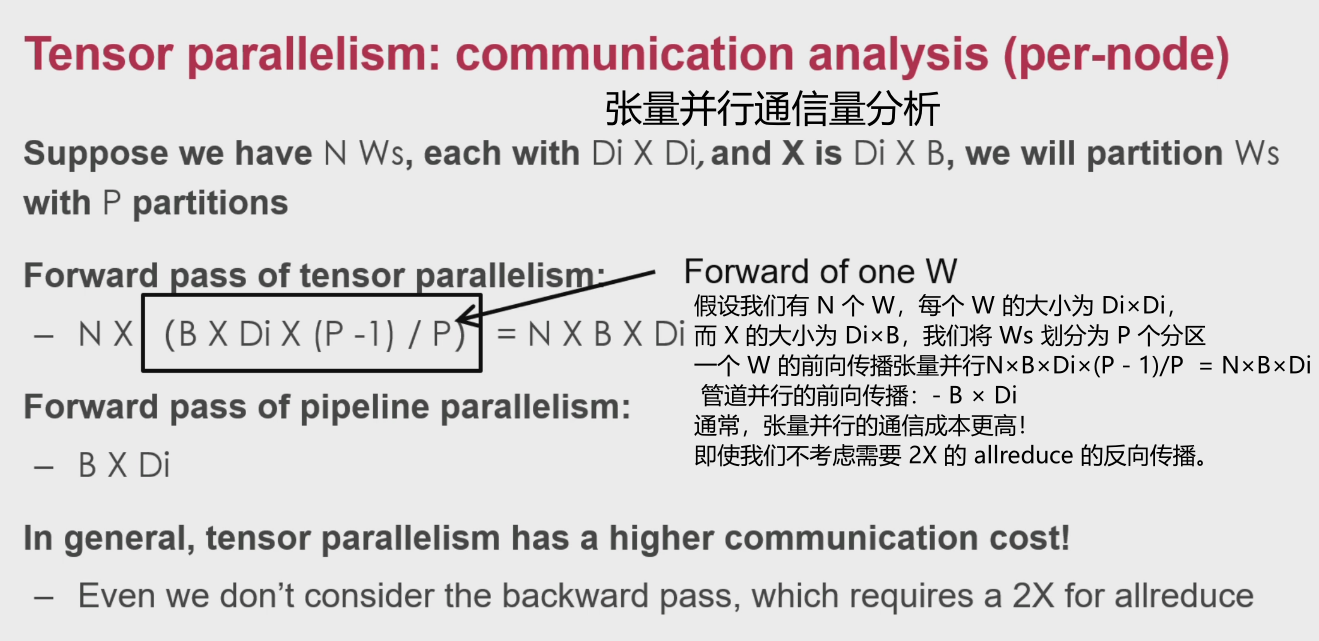 Tensor parallelism: communication analysis (per-node)
张量并行通信量分析
Suppose we have N Ws, each with Di X Di, and X is Di X B, we will partition Ws
with P partitions
Forward pass of tensor parallelism:
– N X (B X Di X (P -1) / P) = N X B X Di
Forward of one W
假设我们有 N 个 W，每个 W 的大小为 Di×Di，
而 X 的大小为 Di×B，我们将 Ws 划分为 P 个分区
一个 W 的前向传播张量并行N×B×Di×(P - 1)/P = N×B×Di
管道并行的前向传播：- B × Di
通常，张量并行的通信成本更高！
即使我们不考虑需要 2X 的 allreduce 的反向传播。
Forward pass of pipeline parallelism:
– B X Di
In general, tensor parallelism has a higher communication cost!
– Even we don't consider the backward pass, which requires a 2X for allreduce